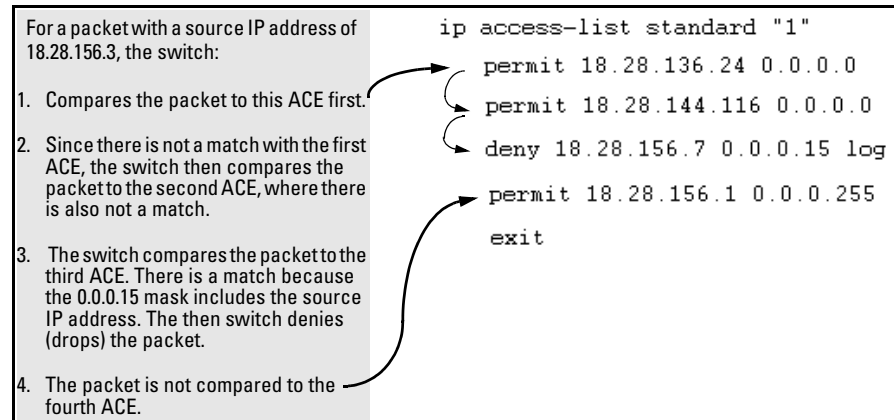 For a packet with a source IP address of
18.28.156.3, the switch:
1. Compares the packet to this ACE first.
2. Since there is not a match with the first
ACE, the switch then compares the
packet to the second ACE, where there
is also not a match.
3. The switch compares the packet to the
third ACE. There is a match because
the 0.0.0.15 mask includes the source
IP address. The then switch denies
(drops) the packet.
4. The packet is not compared to the
fourth ACE.
ip access-list standard "1"
permit 18.28.136.24 0.0.0.0
permit 18.28.144.116 0.0.0.0
deny 18.28.156.7 0.0.0.15 log
permit 18.28.156.1 0.0.0.255
exit